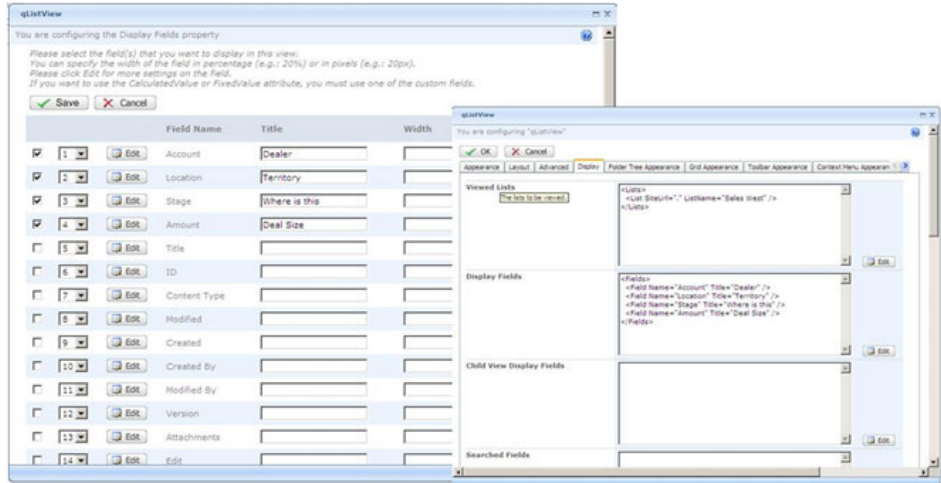 qListView
You are configuring the Display Fields property
Please select the field(s) that you want to display in this view.
You can specify the width of the field in percentage (e.g.: 20%) or in pixels (e.g.: 20px).
Please click Edit for more settings on the field.
If you want to use the CalculatedValue or FixedValue attribute, you must use one of the custom fields.
Save Cancel
Field Name Title Width
1 Edit Account Dealer
2 Edit Location Territory
3 Edit Stage Where is this
4 Edit Amount Deal Size
5 Edit Title
6 Edit ID
7 Edit Content Type
8 Edit Modified
9 Edit Created
10 Edit Created By
11 Edit Modified By
12 Edit Version
13 Edit Attachments
14 Edit Edit
qListView
You are configuring "qListView"
OK Cancel
Appearance Layout Advanced Display Folder Tree Appearance Grid Appearance Toolbar Appearance Context Menu Appearan
Viewed Lists
The lists to be viewed.
<Lists>
<List SiteUrl="." ListName="Sales West" />
</Lists>
Edit
Display Fields
<Fields>
<Field Name="Account" Title="Dealer" />
<Field Name="Location" Title="Territory" />
<Field Name="Stage" Title="Where is this" />
<Field Name="Amount" Title="Deal Size" />
</Fields>
Edit
Child View Display Fields
Edit
Searched Fields